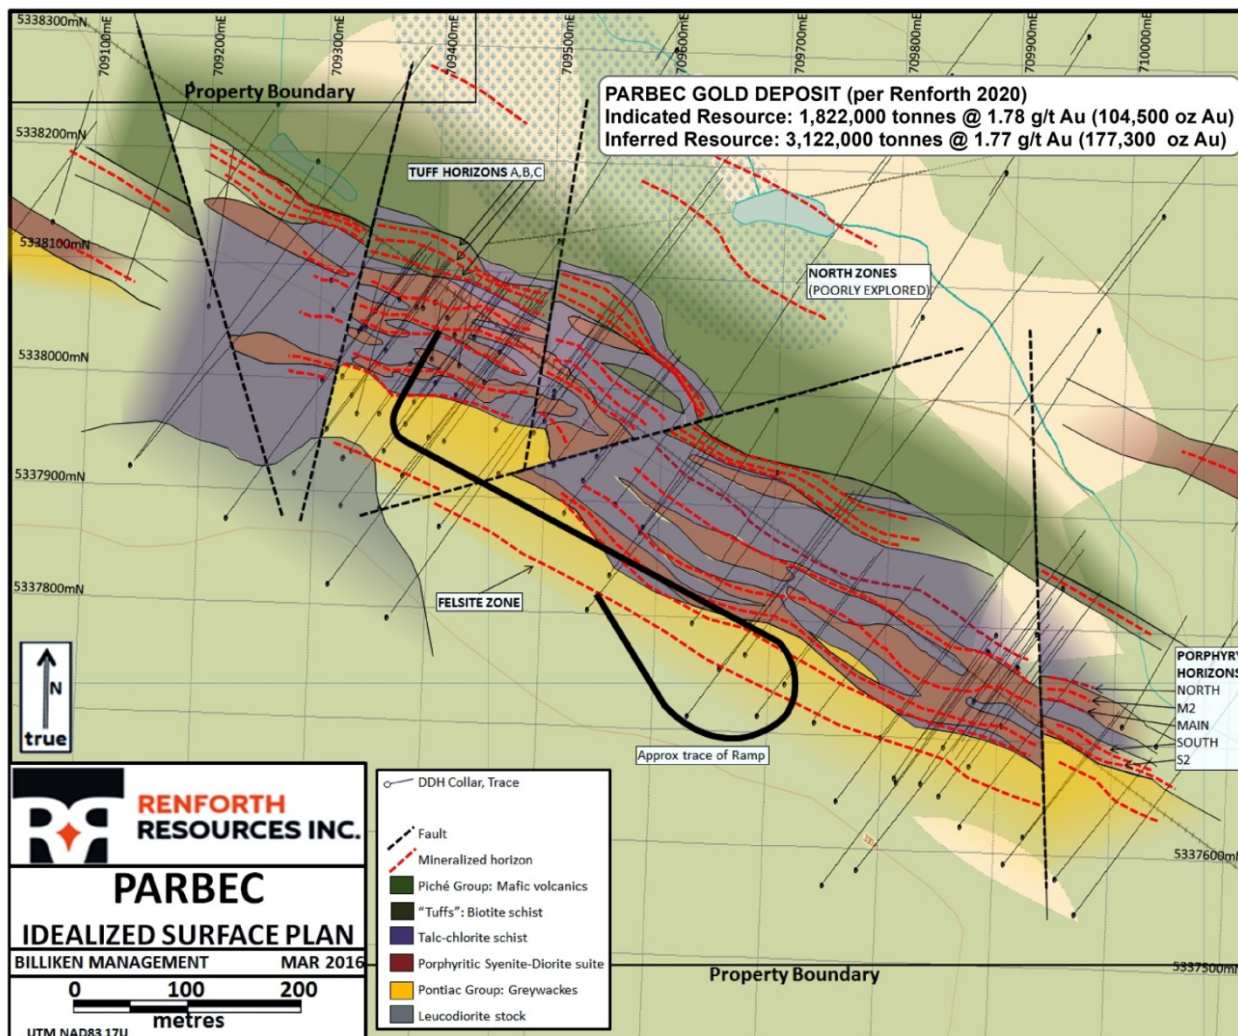 5338300mN
709100mE
709200mE
709300mE
709400mE
709500mE
709600mE
709700mE
709800mE
709900mE
710000mE
Property Boundary
PARBEC GOLD DEPOSIT (per Renforth 2020)
Indicated Resource: 1,822,000 tonnes @ 1.78 g/t Au (104,500 oz Au)
Inferred Resource: 3,122,000 tonnes @ 1.77 g/t Au (177,300 oz Au)
5338200mN
TUFF HORIZONS A,B,C
5338100mN
NORTH ZONES
(POORLY EXPLORED)
5338000mN
5337900mN
5337800mN
FELSITE ZONE
PORPHYRY
HORIZONS
NORTH
M2
MAIN
SOUTH
S2
N
true
Approx trace of Ramp
RENFORTH
RESOURCES INC.
PARBEC
IDEALIZED SURFACE PLAN
BILLIKEN MANAGEMENT MAR 2016
0 100 200
metres
UTM NAD83 17U
DDH Collar, Trace
Fault
Mineralized horizon
Piché Group: Mafic volcanics
"Tuffs": Biotite schist
Talc-chlorite schist
Porphyritic Syenite-Diorite suite
Pontiac Group: Greywackes
Leucodiorite stock
5337600mN
5337500mN
Property Boundary